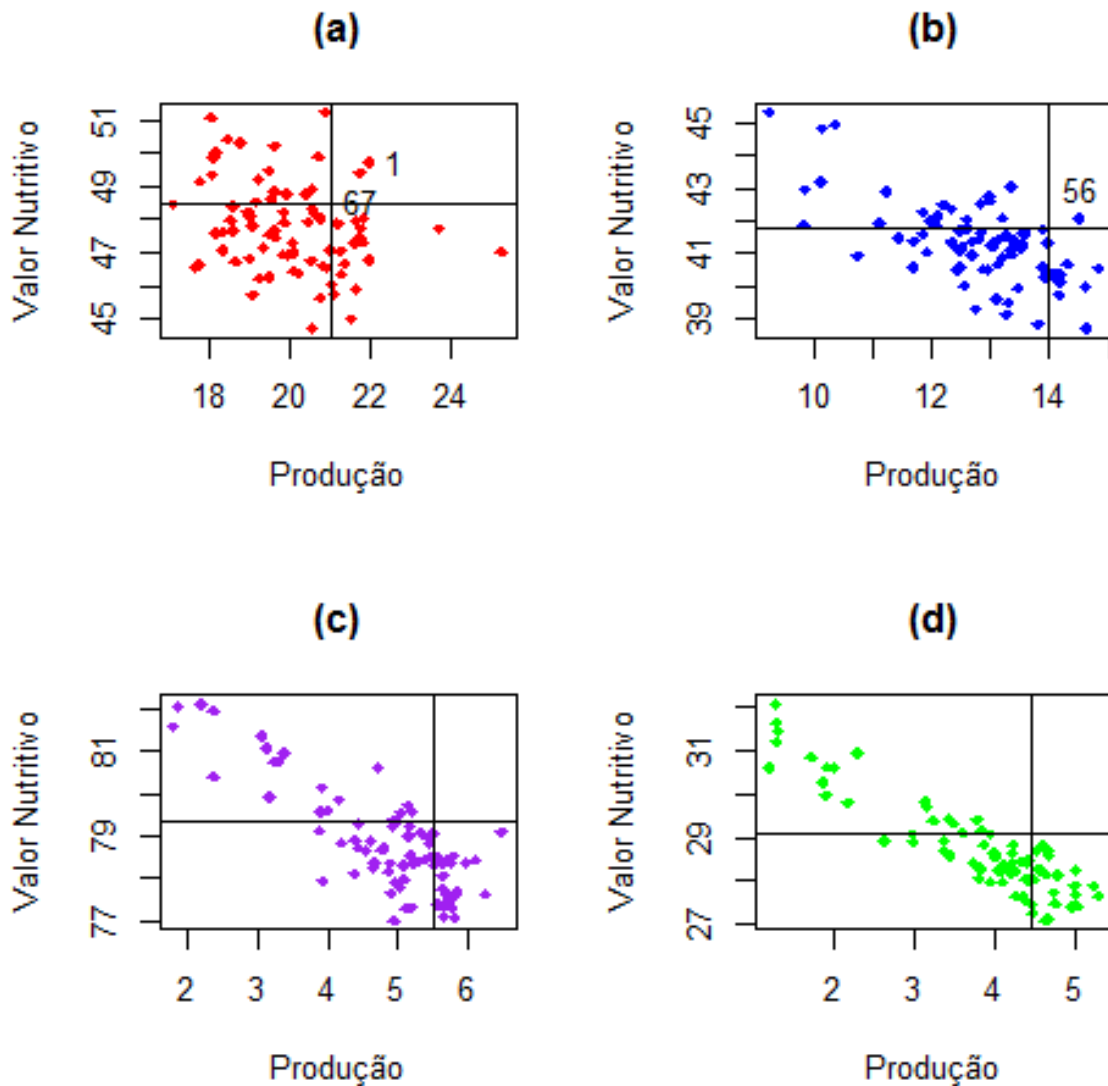 (a)
Valor Nutritivo
45 47 49 51
1
67
18 20 22 24
Produção
(b)
Valor Nutritivo
39 41 43 45
56
10 12 14
Produção
(c)
Valor Nutritivo
77 79 81
2 3 4 5 6
Produção
(d)
Valor Nutritivo
27 29 31
2 3 4 5
Produção